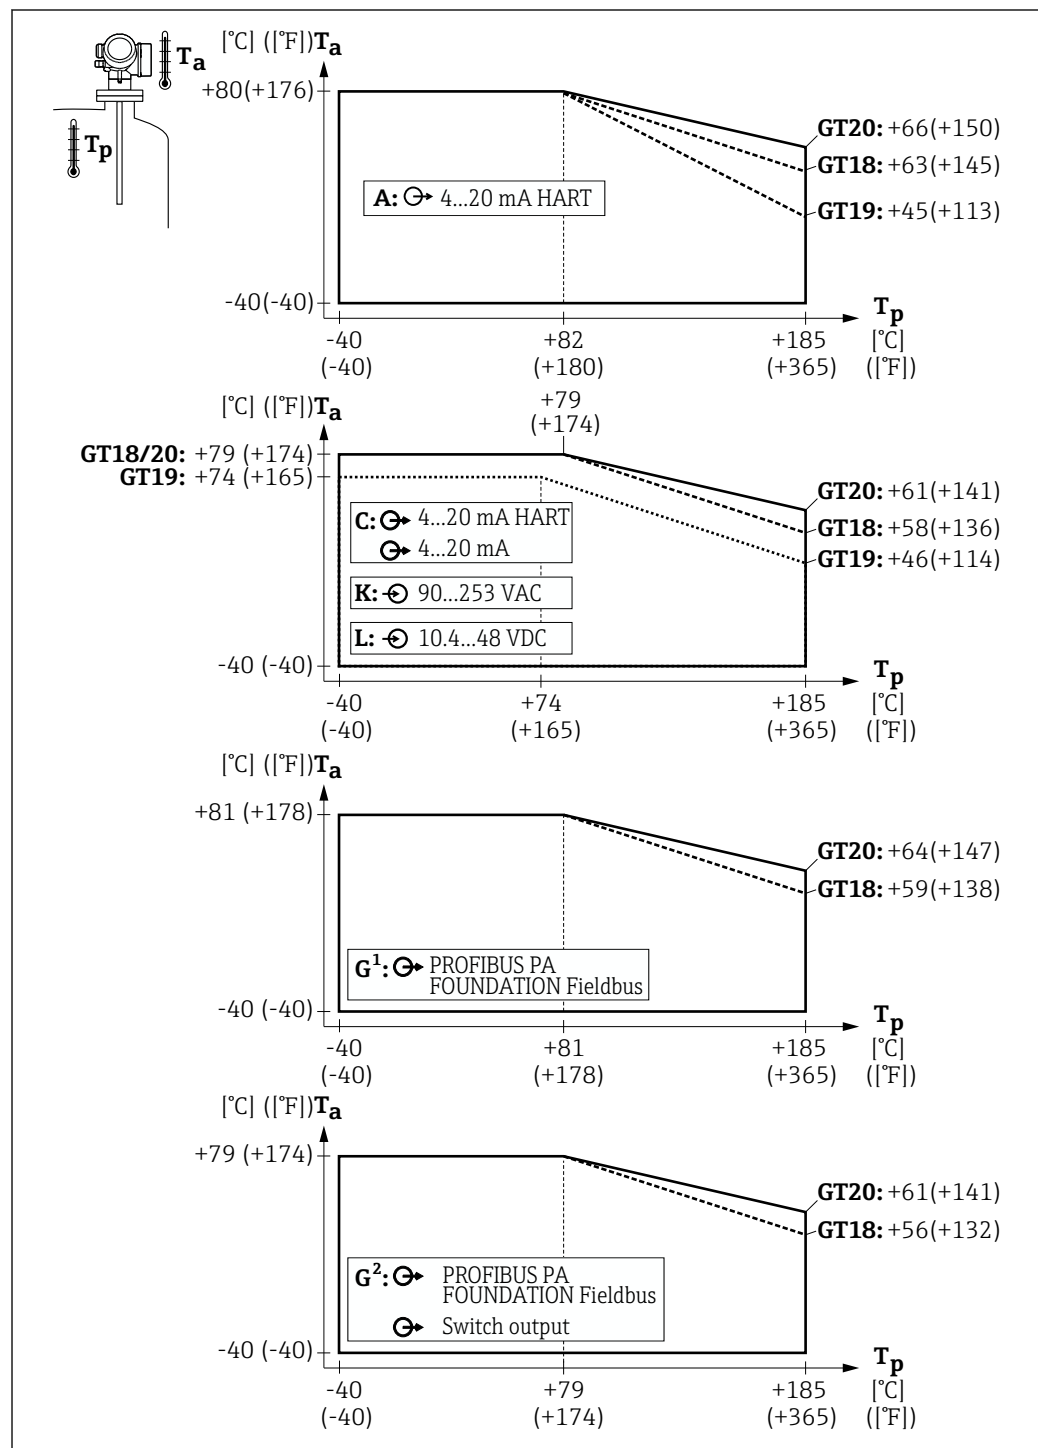 [°C] ([°F]) Ta
Ta
Tp
+80(+176)
GT20: +66(+150)
GT18: +63(+145)
GT19: +45(+113)
A: 4...20 mA HART
-40(-40)
Tp
-40 +82 +185 [°C]
(-40) (+180) (+365) ([°F])
[°C] ([°F]) Ta
+79
(+174)
GT18/20: +79 (+174)
GT19: +74 (+165)
GT20: +61(+141)
GT18: +58(+136)
GT19: +46(+114)
C: 4...20 mA HART
4...20 mA
K: 90...253 VAC
L: 10.4...48 VDC
-40 (-40)
Tp
-40 +74 +185 [°C]
(-40) (+165) (+365) ([°F])
[°C] ([°F]) Ta
+81 (+178)
GT20: +64(+147)
GT18: +59(+138)
G1: PROFIBUS PA
FOUNDATION Fieldbus
-40 (-40)
Tp
-40 +81 +185 [°C]
(-40) (+178) (+365) ([°F])
[°C] ([°F]) Ta
+79 (+174)
GT20: +61(+141)
GT18: +56(+132)
G2: PROFIBUS PA
FOUNDATION Fieldbus
Switch output
-40 (-40)
Tp
-40 +79 +185 [°C]
(-40) (+174) (+365) ([°F])